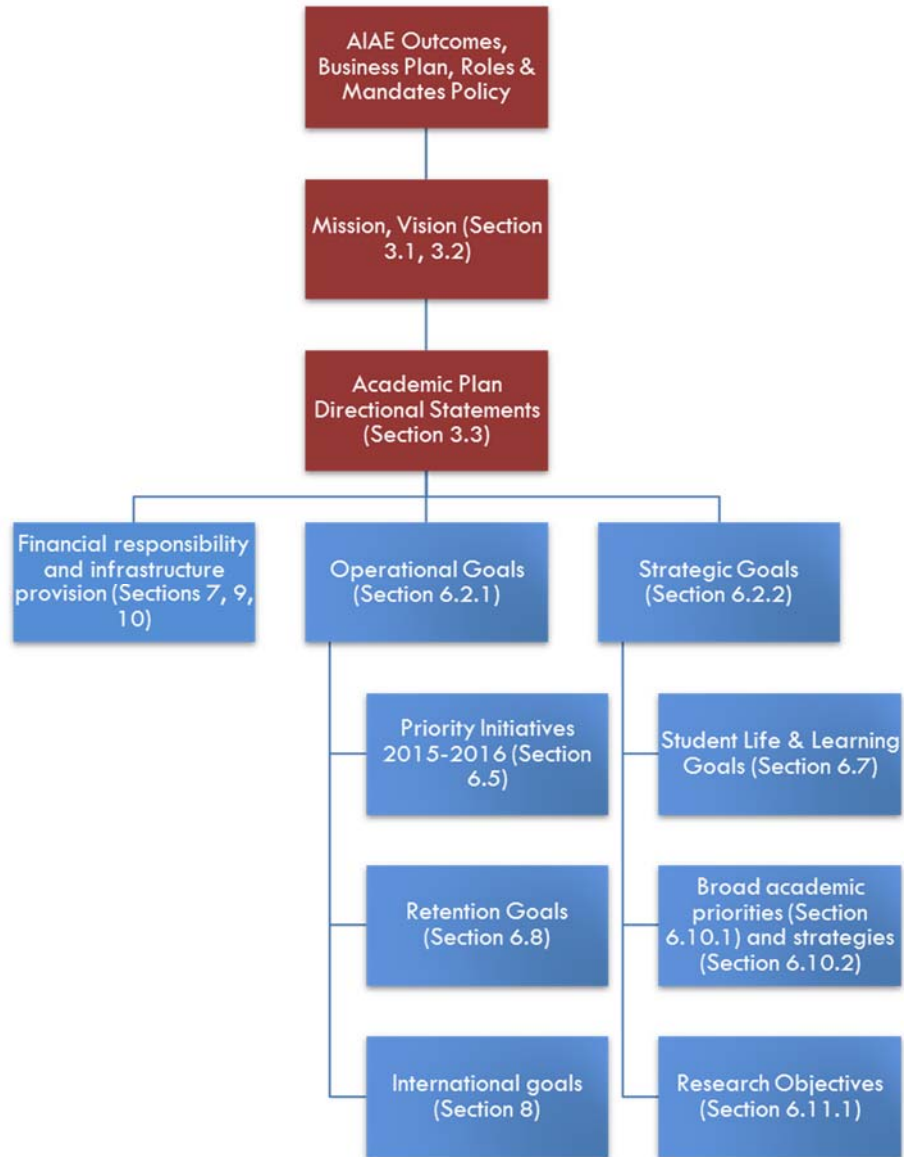 AIAE Outcomes,
Business Plan, Roles &
Mandates Policy
Mission, Vision (Section
3.1, 3.2)
Academic Plan
Directional Statements
(Section 3.3)
Financial responsibility
and infrastructure
provision (Sections 7, 9,
10)
Operational Goals
(Section 6.2.1)
Strategic Goals
(Section 6.2.2)
Priority Initiatives
2015-2016 (Section
6.5)
Student Life & Learning
Goals (Section 6.7)
Retention Goals
(Section 6.8)
Broad academic
priorities (Section
6.10.1) and strategies
(Section 6.10.2)
International goals
(Section 8)
Research Objectives
(Section 6.11.1)